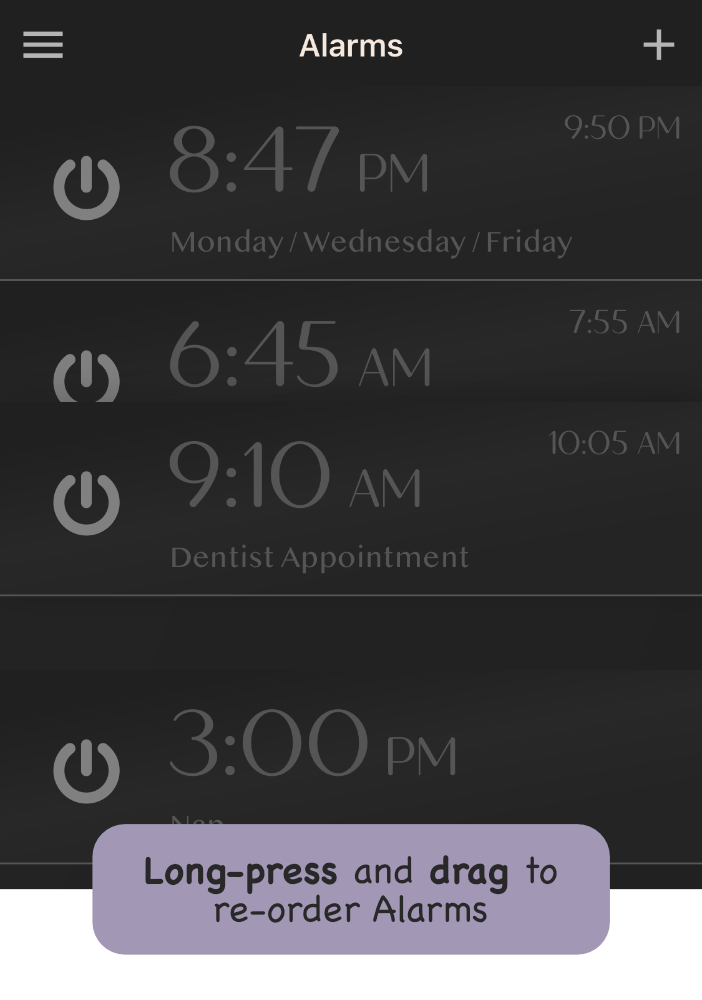 Alarms
9:50 PM
8:47 PM
Monday / Wednesday / Friday
7:55 AM
6:45 AM
10:05 AM
9:10 AM
Dentist Appointment
3:00 PM
Nap
Long-press and drag to
re-order Alarms